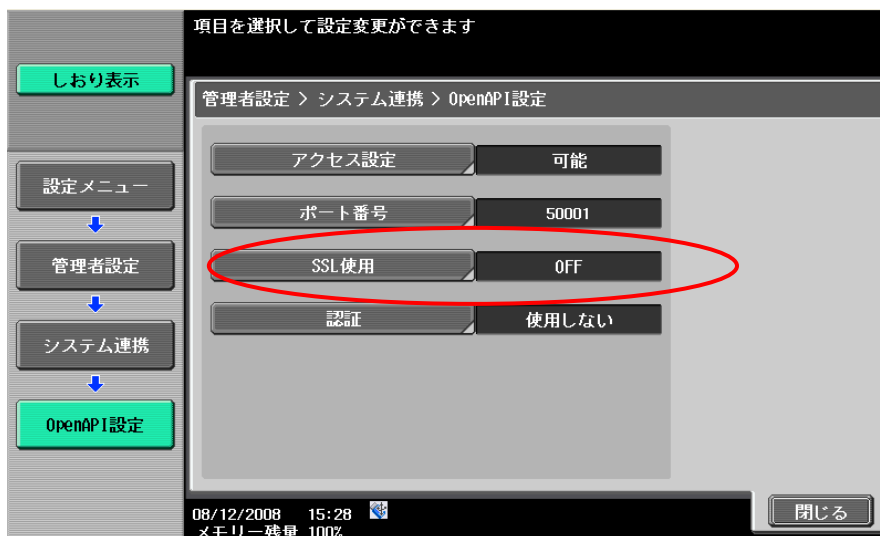 項目を選択して設定変更ができます
しおり表示
管理者設定 > システム連携 > OpenAPI設定
設定メニュー
管理者設定
システム連携
OpenAPI設定
アクセス設定 可能
ポート番号 50001
SSL使用 OFF
認証 使用しない
08/12/2008 15:28
メモリー残量 100%
閉じる